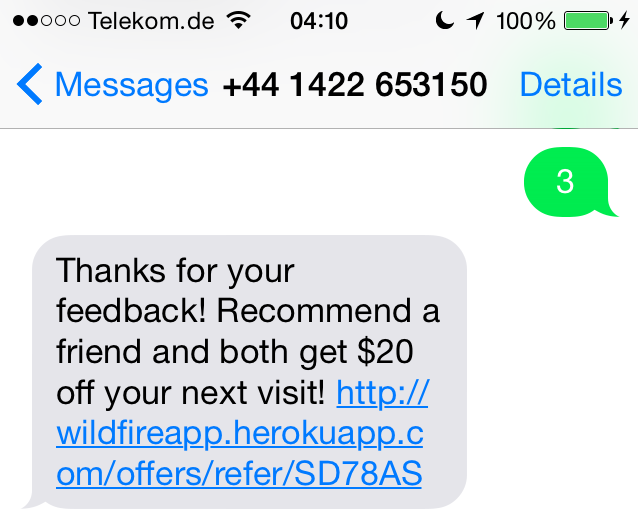 Telekom.de 04:10 100%
Messages +44 1422 653150 Details
3
Thanks for your
feedback! Recommend a
friend and both get $20
off your next visit! http://
wildfireapp.herokuapp.c
om/offers/refer/SD78AS